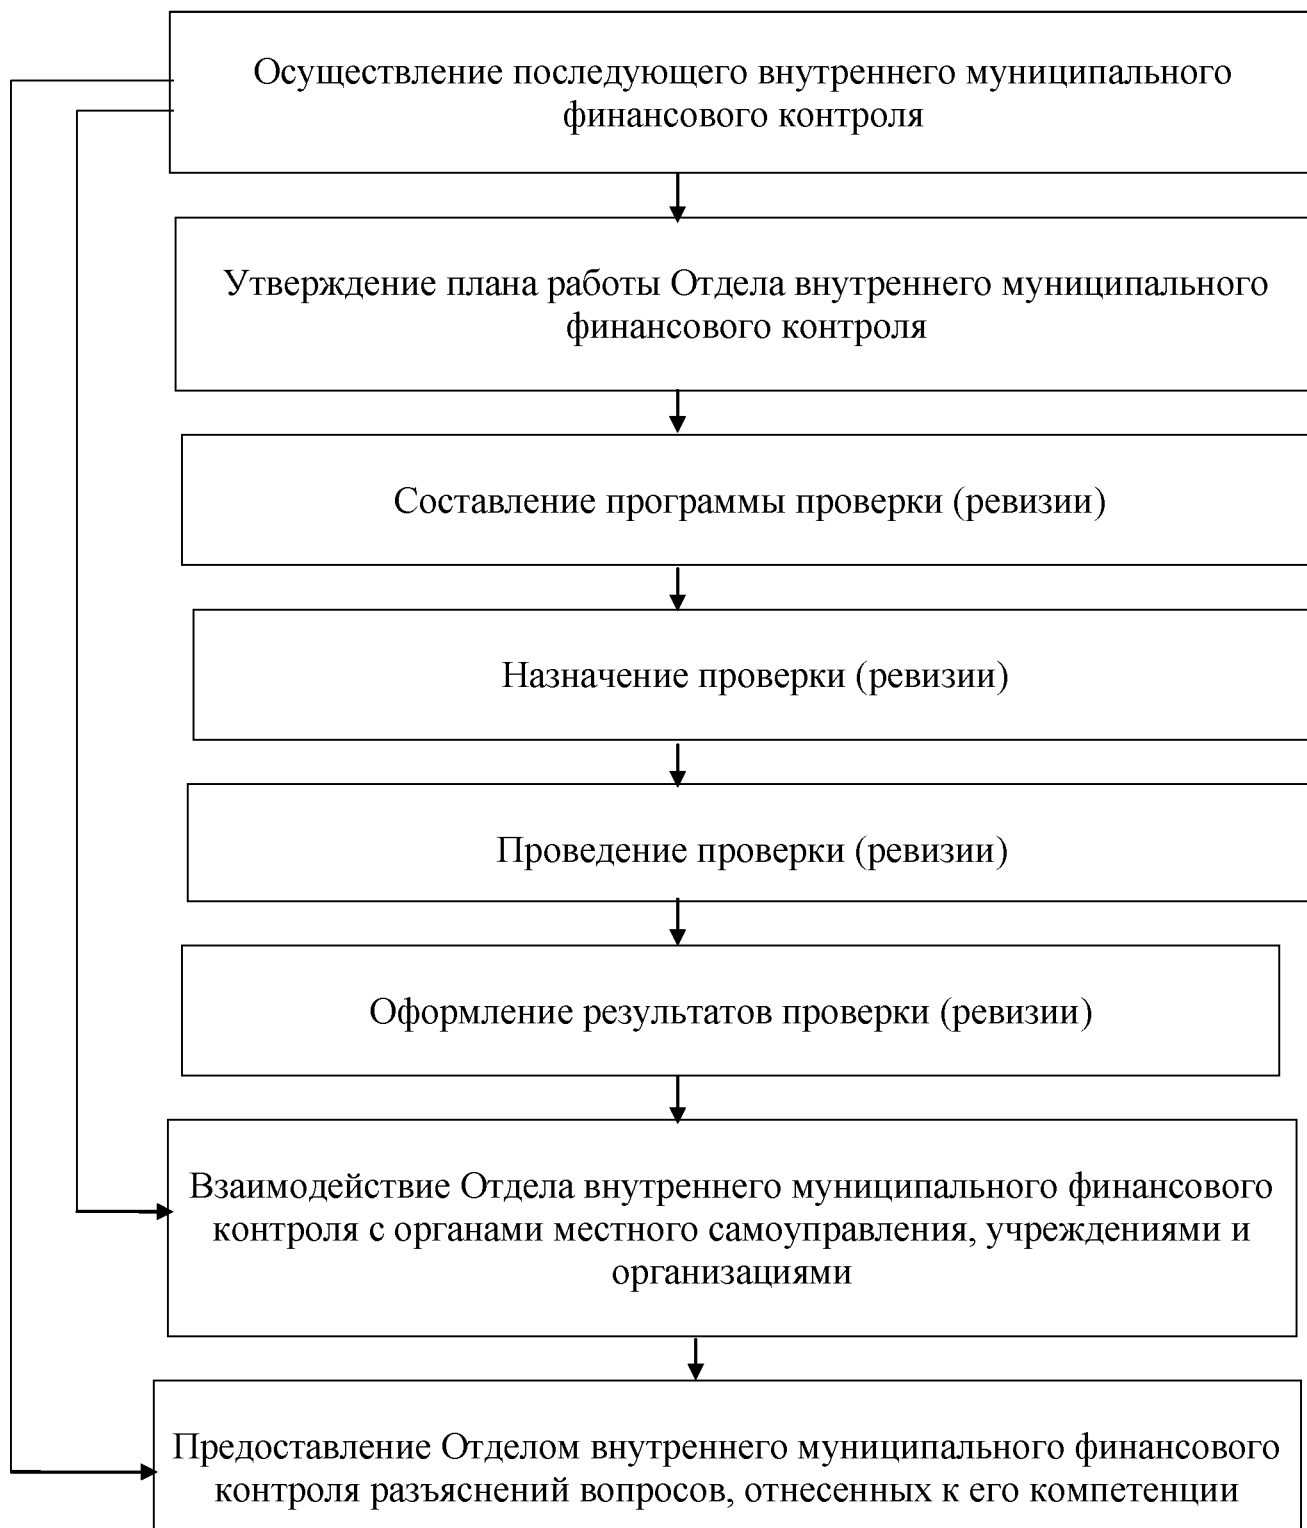 Осуществление последующего внутреннего муниципального
финансового контроля
Утверждение плана работы Отдела внутреннего муниципального
финансового контроля
Составление программы проверки (ревизии)
Назначение проверки (ревизии)
Проведение проверки (ревизии)
Оформление результатов проверки (ревизии)
Взаимодействие Отдела внутреннего муниципального финансового
контроля с органами местного самоуправления, учреждениями и
организациями
Предоставление Отделом внутреннего муниципального финансового
контроля разъяснений вопросов, отнесенных к его компетенции